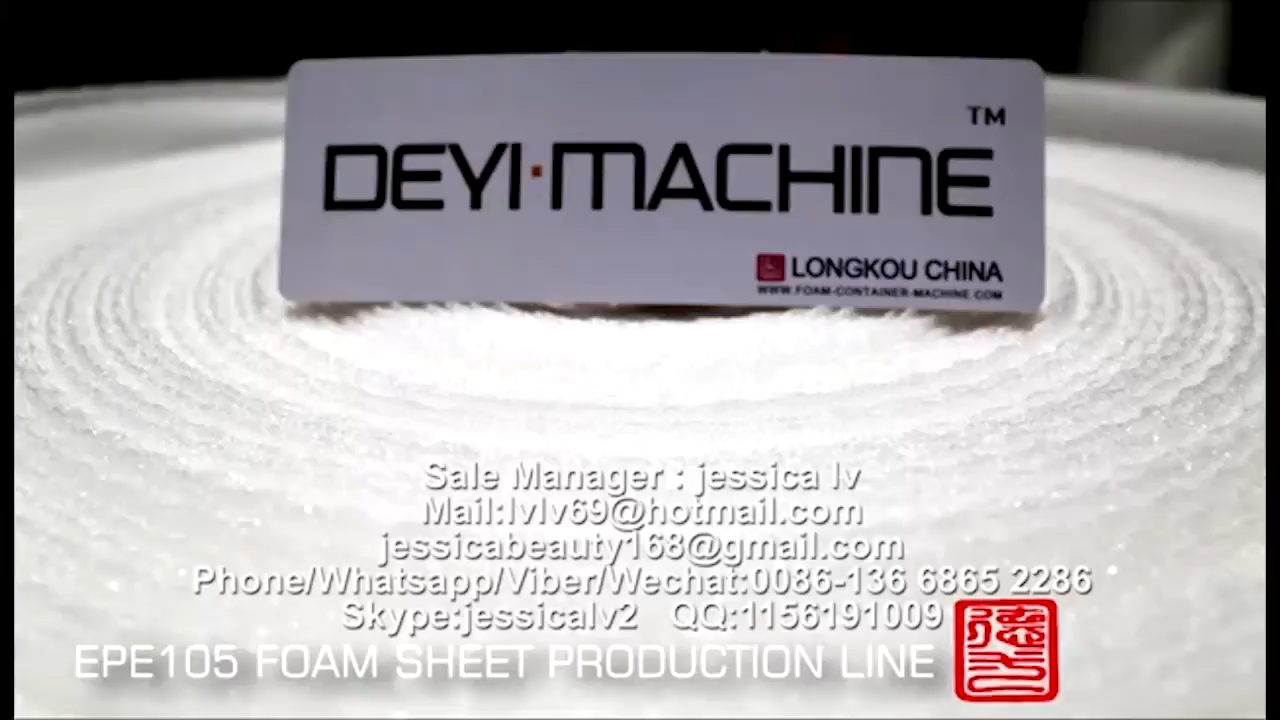 TM
DEYI·MACHINE
LONGKOU CHINA
WWW.FOAM-CONTAINER-MACHINE.COM
Sale Manager : jessica lv
Mail:lvlv69@hotmail.com
jessicabeauty168@gmail.com
Phone/Whatsapp/Viber/Wechat:0086-136 6865 2286
Skype:jessicalv2 QQ:1156191009
EPE105 FOAM SHEET PRODUCTION LINE